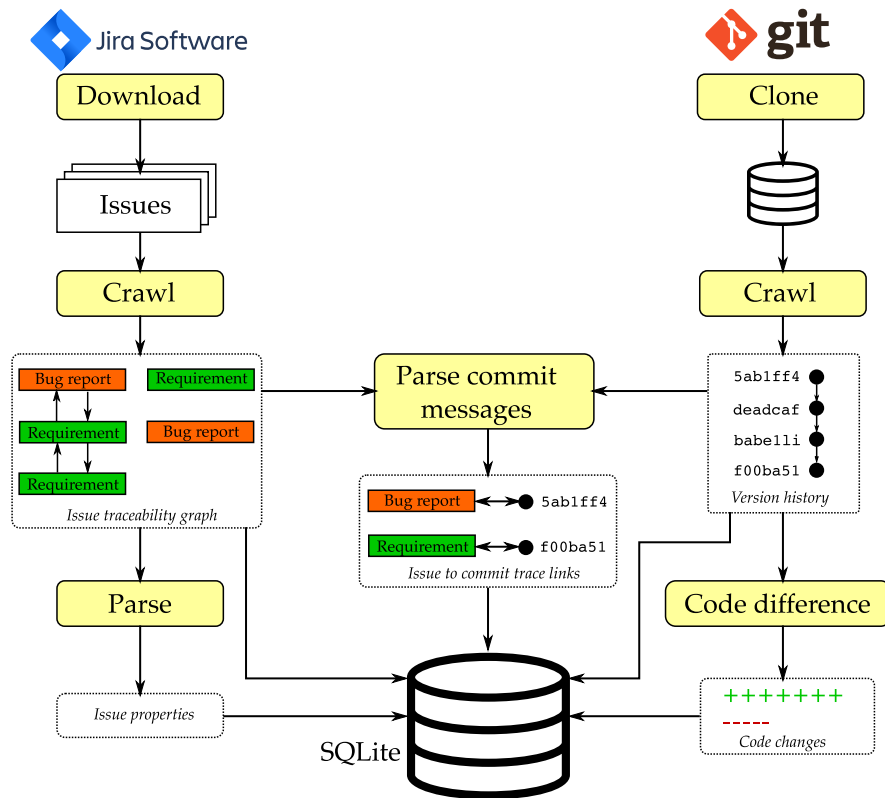 Jira Software
git
Download
Clone
Issues
Crawl
Crawl
Bug report
Requirement
Requirement
Bug report
Requirement
Issue traceability graph
Parse commit
messages
5ab1ff4
deadcaf
babe1li
f00ba51
Version history
Bug report
5ab1ff4
Requirement
f00ba51
Issue to commit trace links
Parse
Code difference
Issue properties
SQLite
+++++++
-----
Code changes